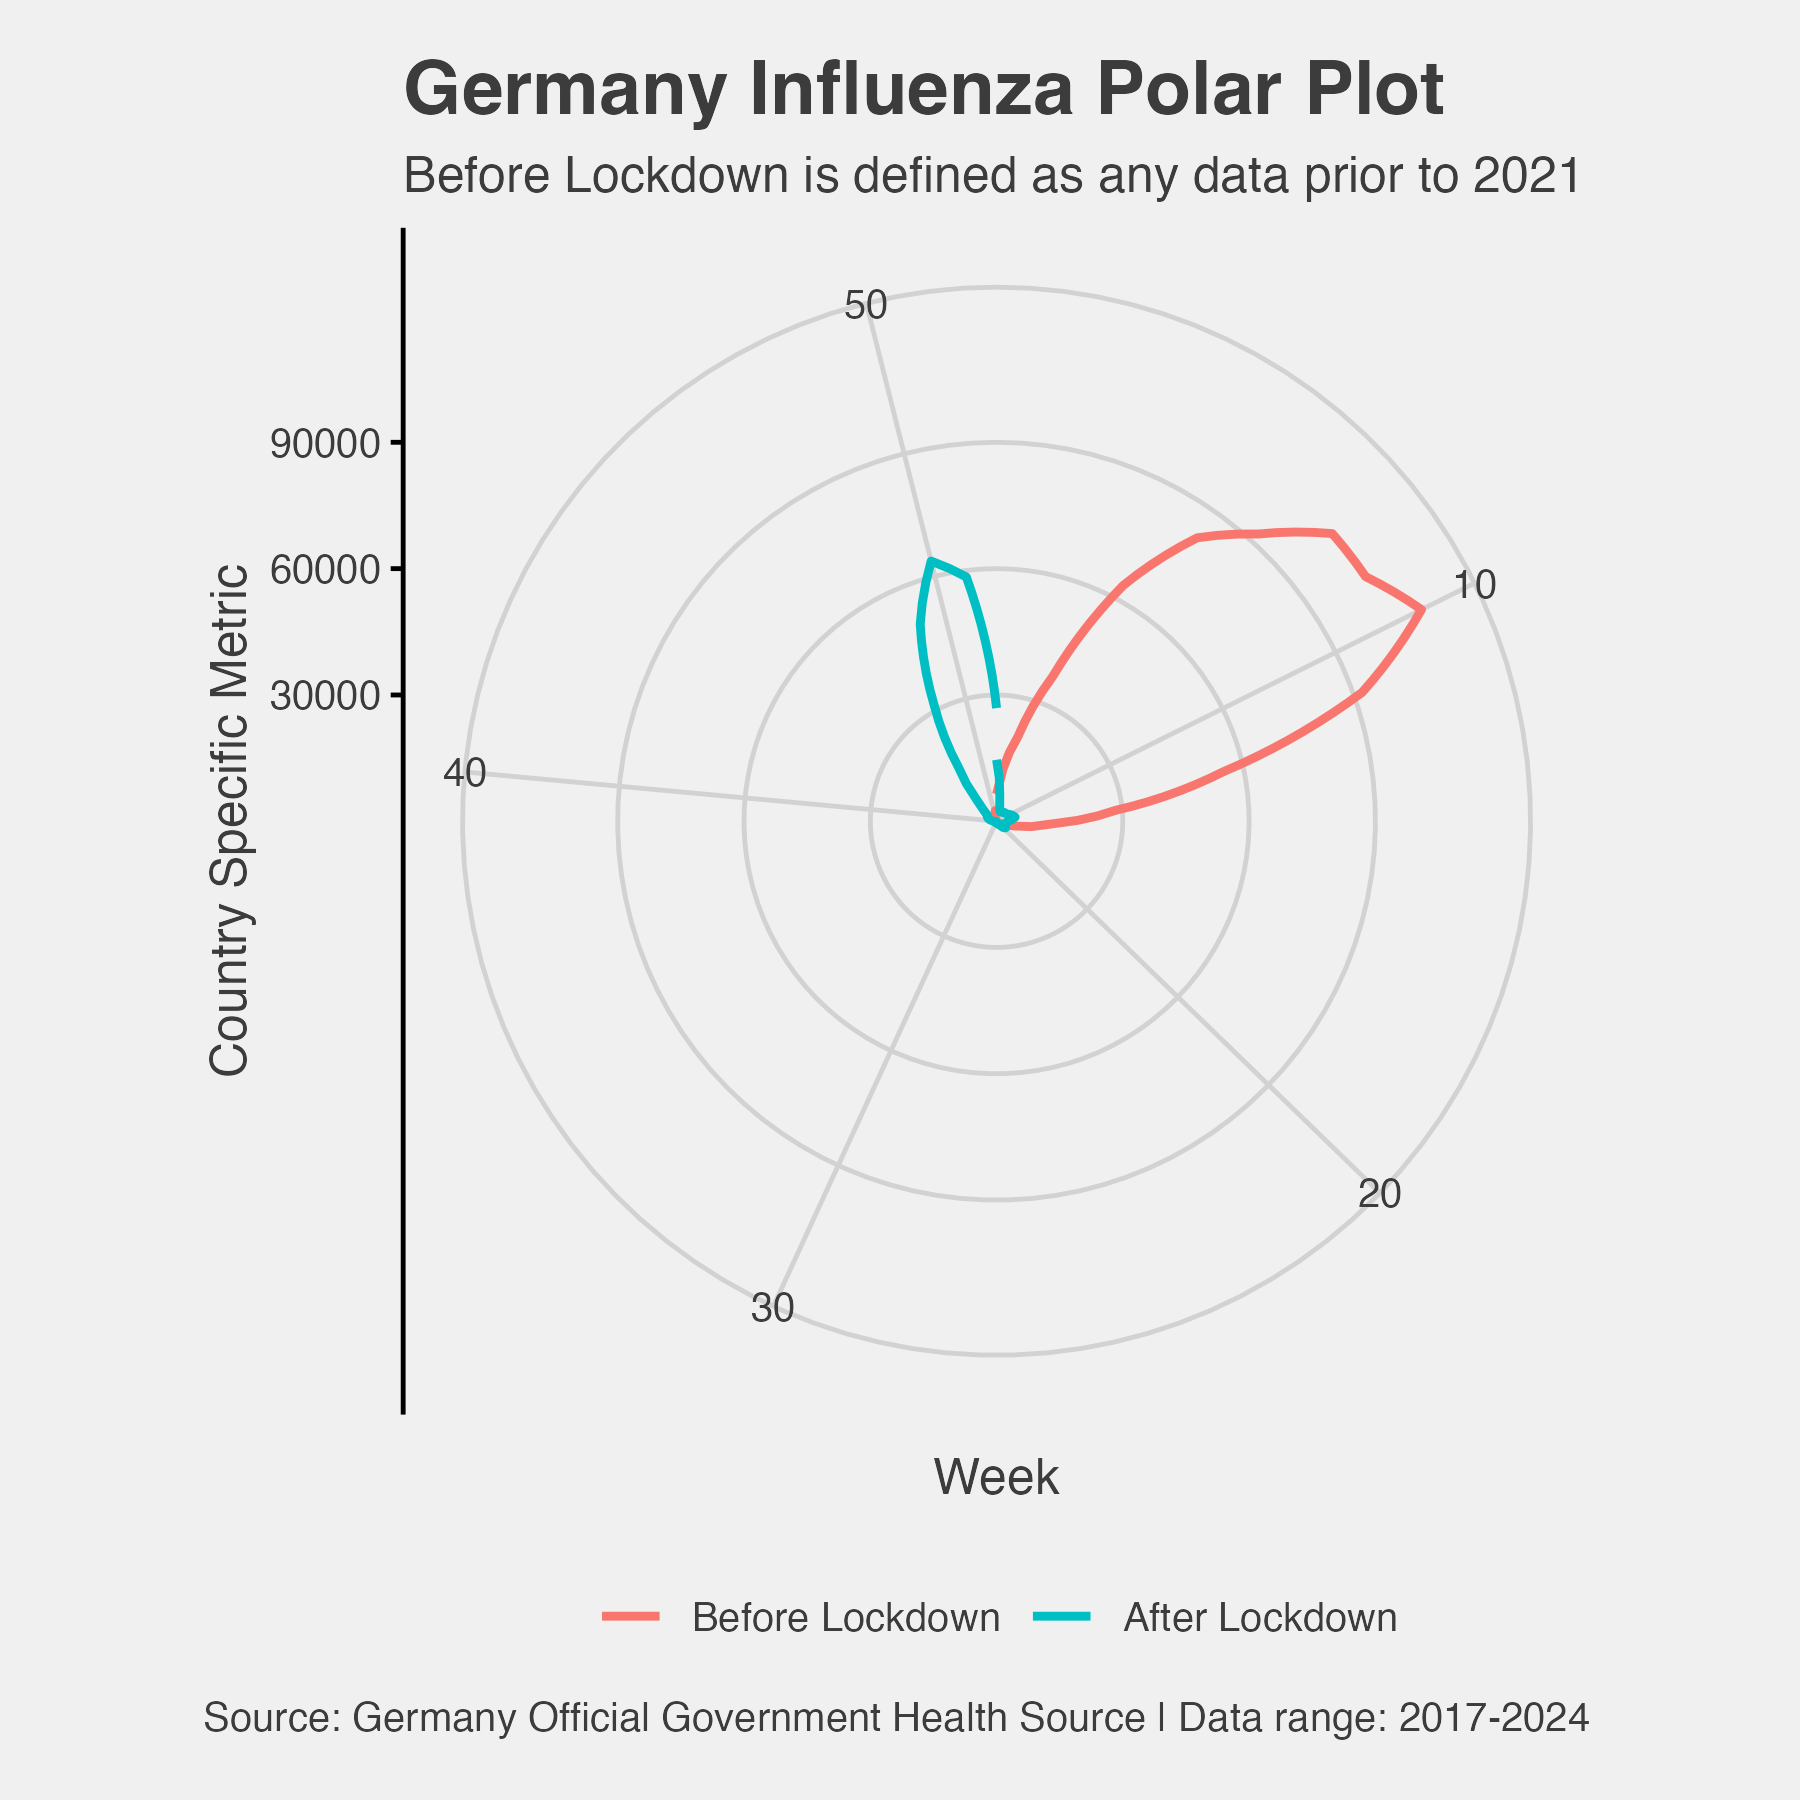 Germany Influenza Polar Plot
Before Lockdown is defined as any data prior to 2021
50
90000
60000
10
30000
40
Country Specific Metric
20
30
Week
Before Lockdown
After Lockdown
Source: Germany Official Government Health Source | Data range: 2017-2024